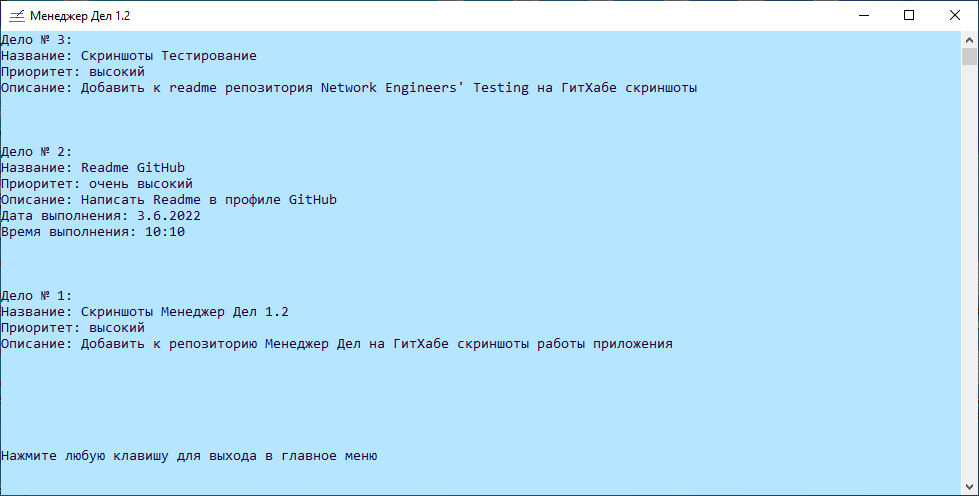 Менеджер Дел 1.2
Дело № 3:
Название: Скриншоты Тестирование
Приоритет: высокий
Описание: Добавить к readme репозитория Network Engineers' Testing на ГитХабе скриншоты
Дело № 2:
Название: Readme GitHub
Приоритет: очень высокий
Описание: Написать Readme в профиле GitHub
Дата выполнения: 3.6.2022
Время выполнения: 10:10
Дело № 1:
Название: Скриншоты Менеджер Дел 1.2
Приоритет: высокий
Описание: Добавить к репозиторию Менеджер Дел на ГитХабе скриншоты работы приложения
Нажмите любую клавишу для выхода в главное меню